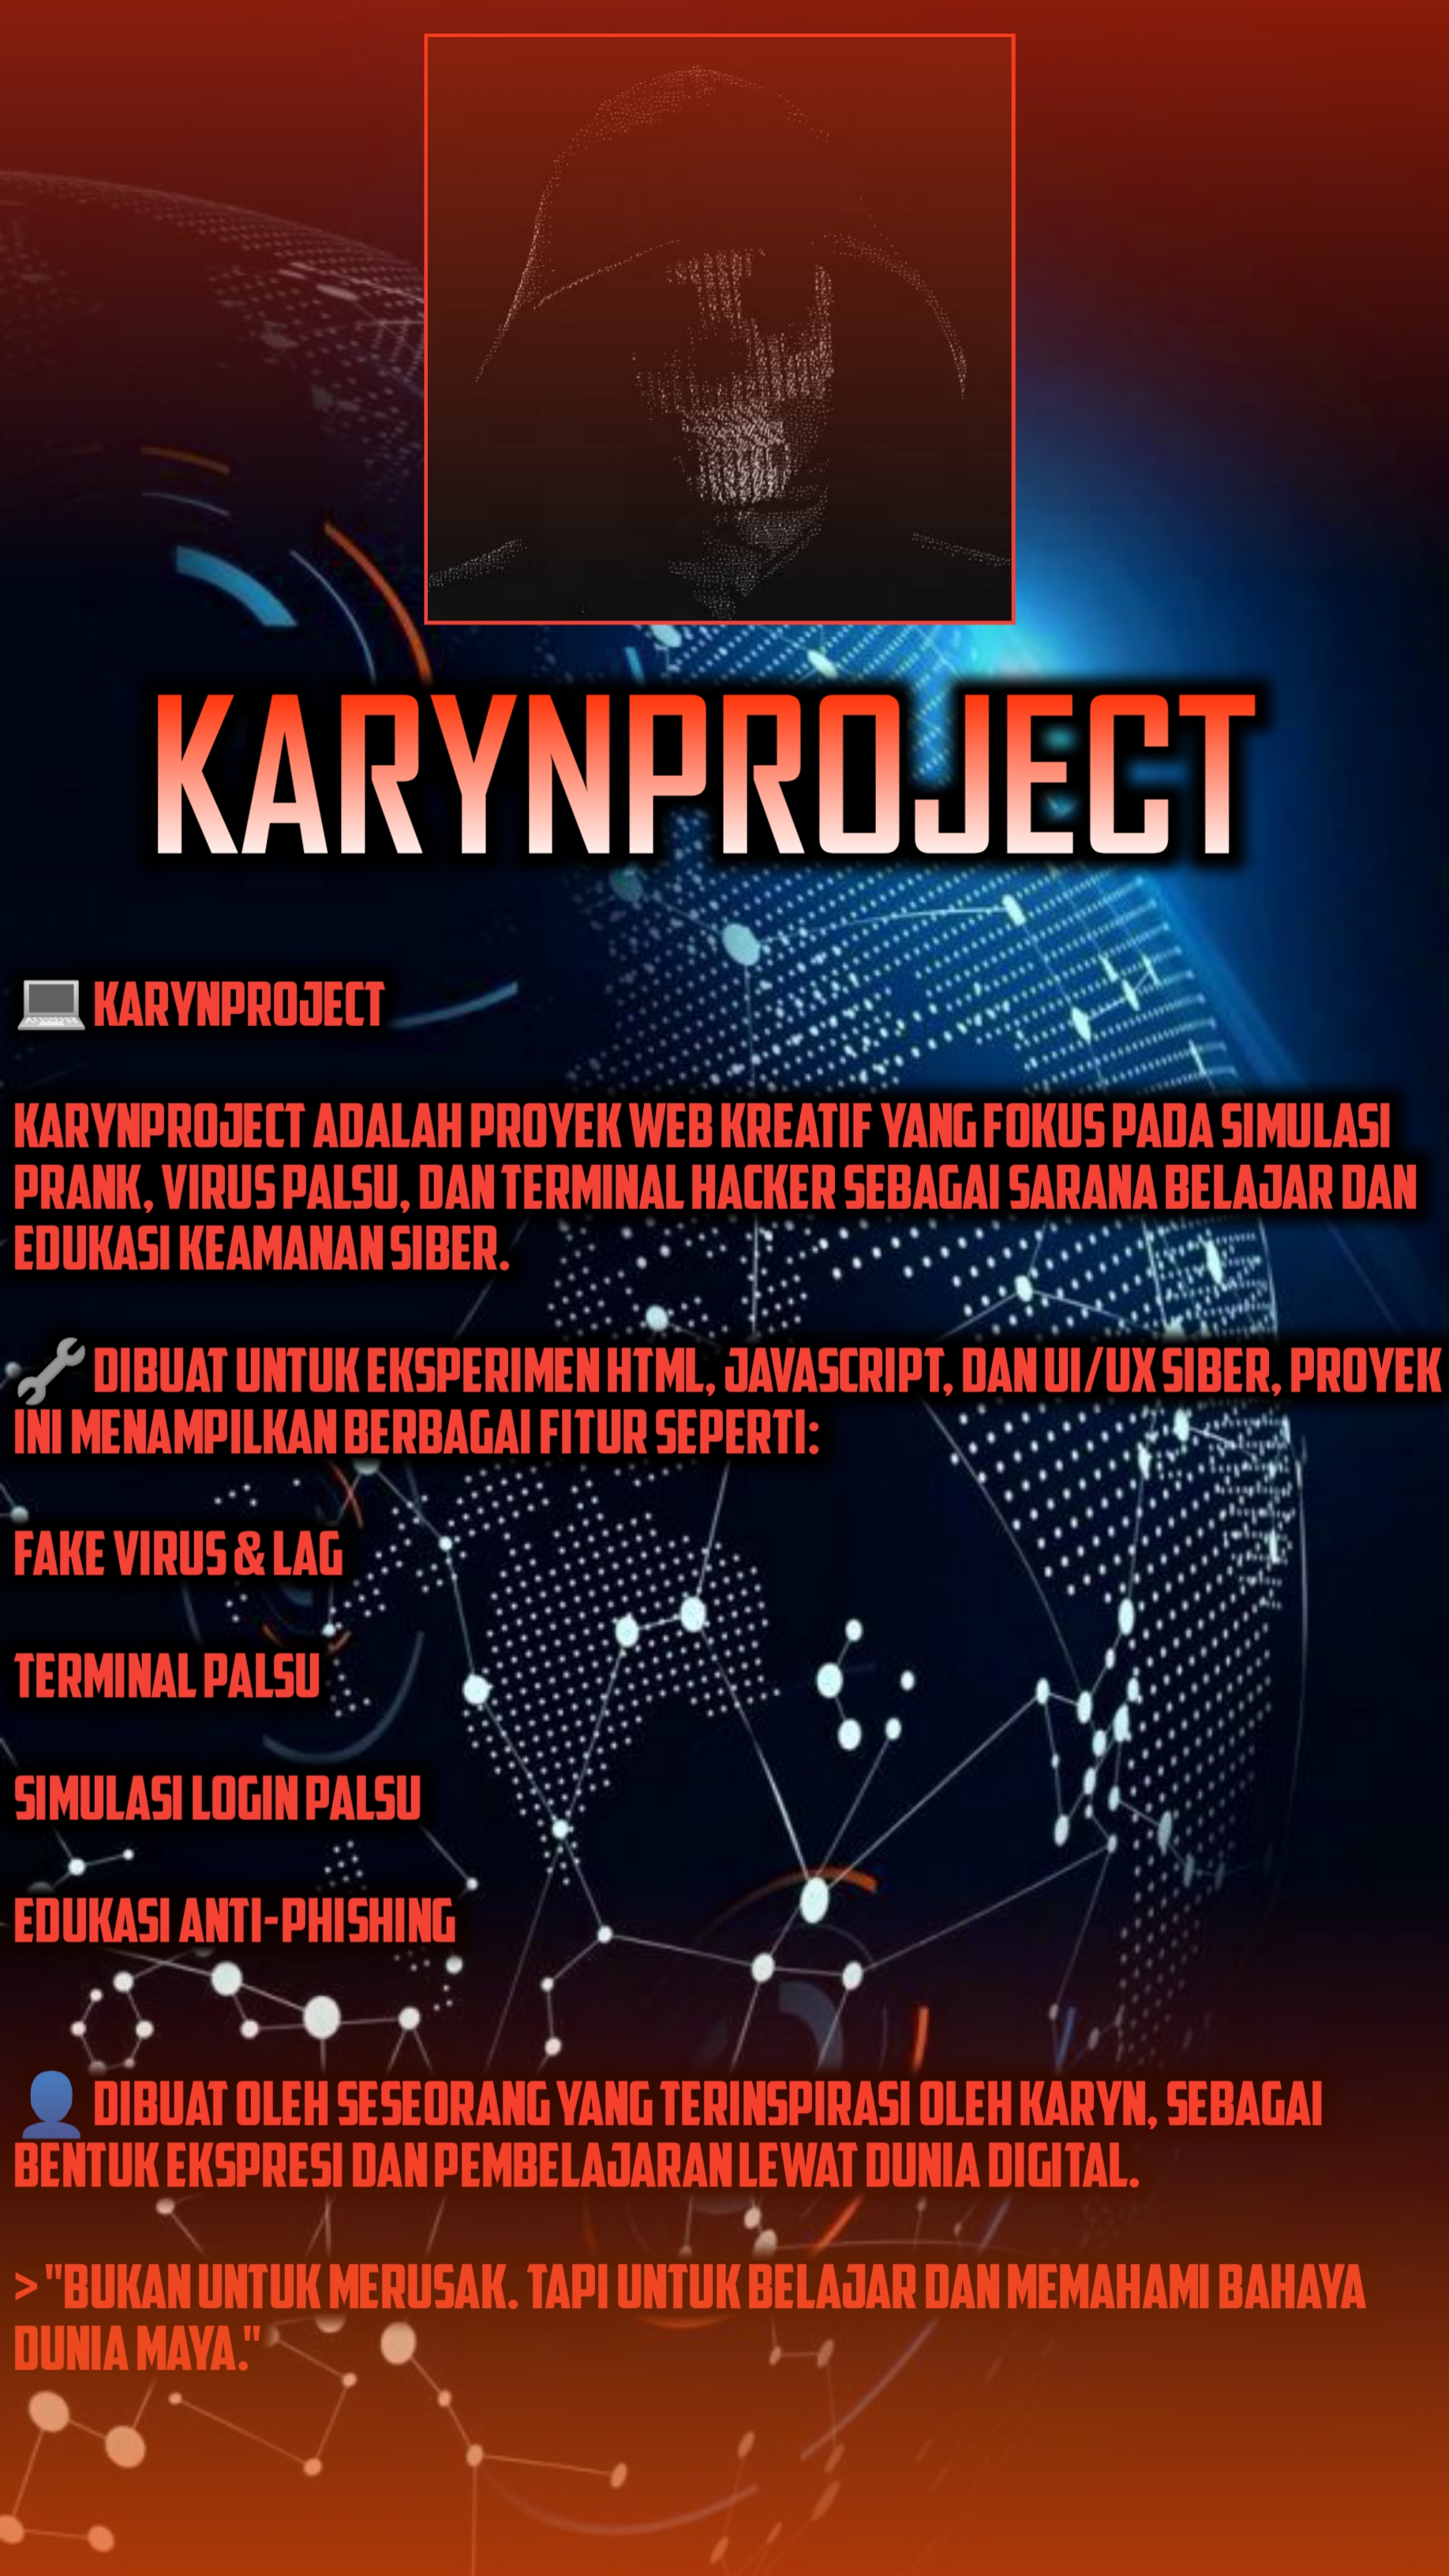 KARYNPROJECT
💻 KARYNPROJECT
KARYNPROJECT ADALAH PROYEK WEB KREATIF YANG FOKUS PADA SIMULASI
PRANK, VIRUS PALSU, DAN TERMINAL HACKER SEBAGAI SARANA BELAJAR DAN
EDUKASI KEAMANAN SIBER.
🔧 DIBUAT UNTUK EKSPERIMEN HTML, JAVASCRIPT, DAN UI/UX SIBER, PROYEK
INI MENAMPILKAN BERBAGAI FITUR SEPERTI:
FAKE VIRUS & LAG
TERMINAL PALSU
SIMULASI LOGIN PALSU
EDUKASI ANTI-PHISHING
👤 DIBUAT OLEH SESEORANG YANG TERINSPIRASI OLEH KARYN, SEBAGAI
BENTUK EKSPRESI DAN PEMBELAJARAN LEWAT DUNIA DIGITAL.
> "BUKAN UNTUK MERUSAK. TAPI UNTUK BELAJAR DAN MEMAHAMI BAHAYA
DUNIA MAYA."